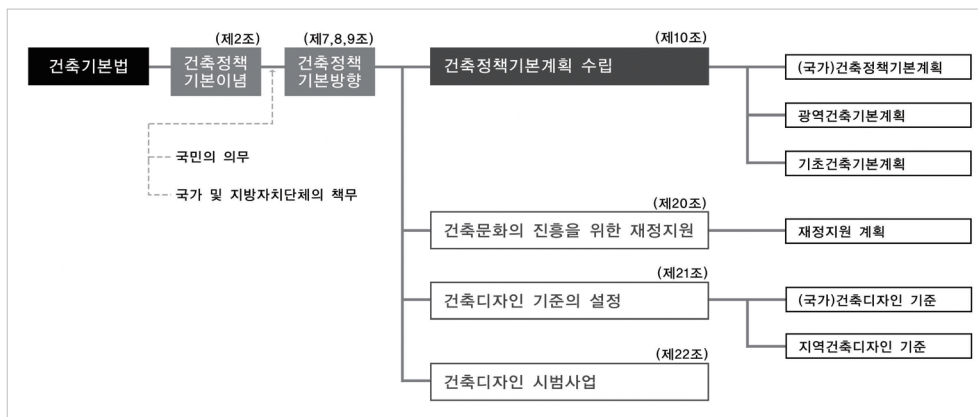 건축기본법
(제2조)
건축정책
기본이념
(제7,8,9조)
건축정책
기본방향
국민의 의무
국가 및 지방자치단체의 책무
(제10조)
건축정책기본계획 수립
(국가)건축정책기본계획
광역건축기본계획
기초건축기본계획
(제20조)
건축문화의 진흥을 위한 재정지원
재정지원 계획
(제21조)
건축디자인 기준의 설정
(국가)건축디자인 기준
지역건축디자인 기준
(제22조)
건축디자인 시범사업